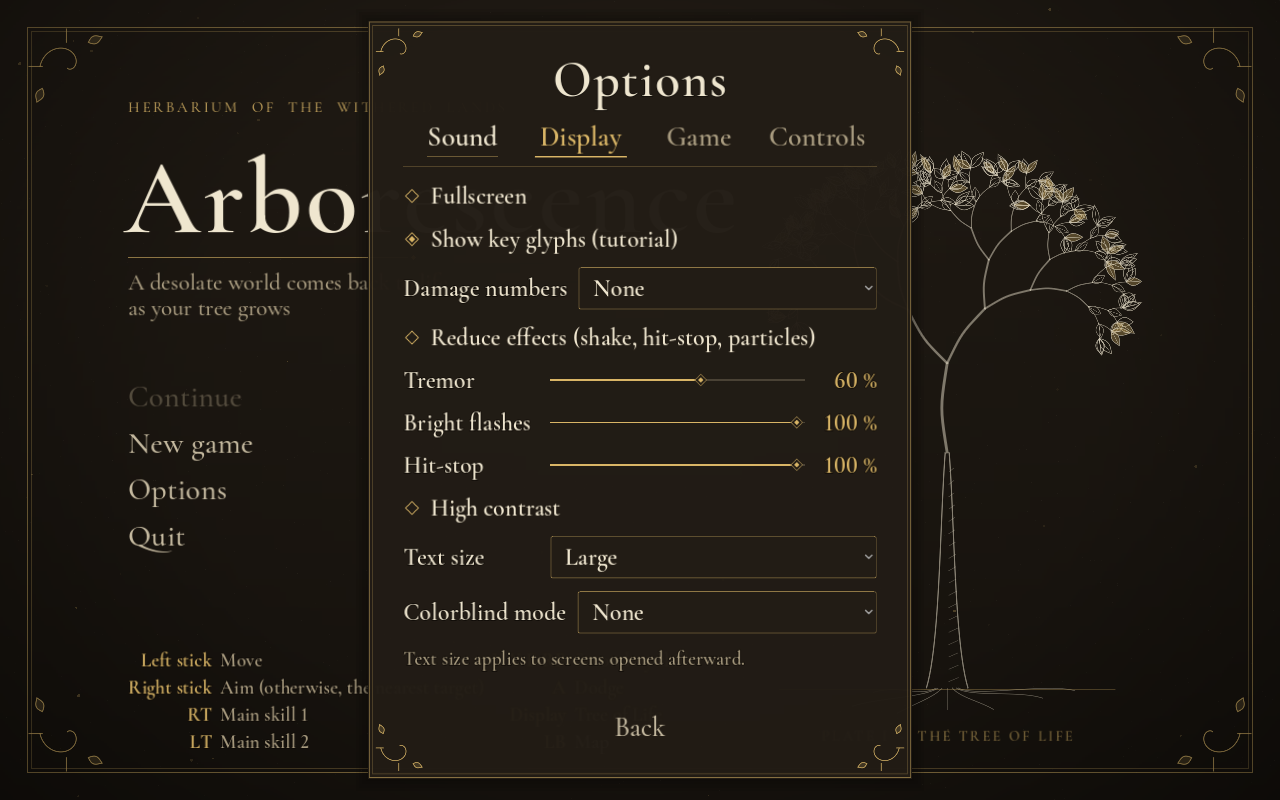 Options
Sound Display Game Controls
Fullscreen
Show key glyphs (tutorial)
Damage numbers None
Reduce effects (shake, hit-stop, particles)
Tremor 60 %
Bright flashes 100 %
Hit-stop 100 %
High contrast
Text size Large
Colorblind mode None
Text size applies to screens opened afterward.
Back
HERBARIUM OF THE WIT
Arborescence
A desolate world comes ba
as your tree grows
Continue
New game
Options
Quit
Left stick Move
Right stick Aim (otherwise, the
RT Main skill 1
LT Main skill 2
THE TREE OF LIFE